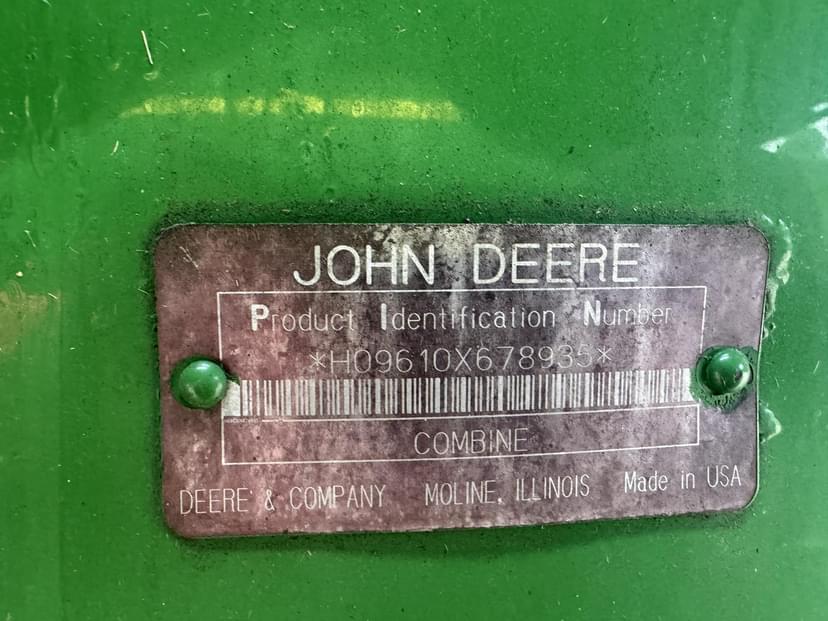 JOHN DEERE
Product Identification Number
*H09610X678935*
COMBINE
DEERE & COMPANY MOLINE, ILLINOIS Made in USA